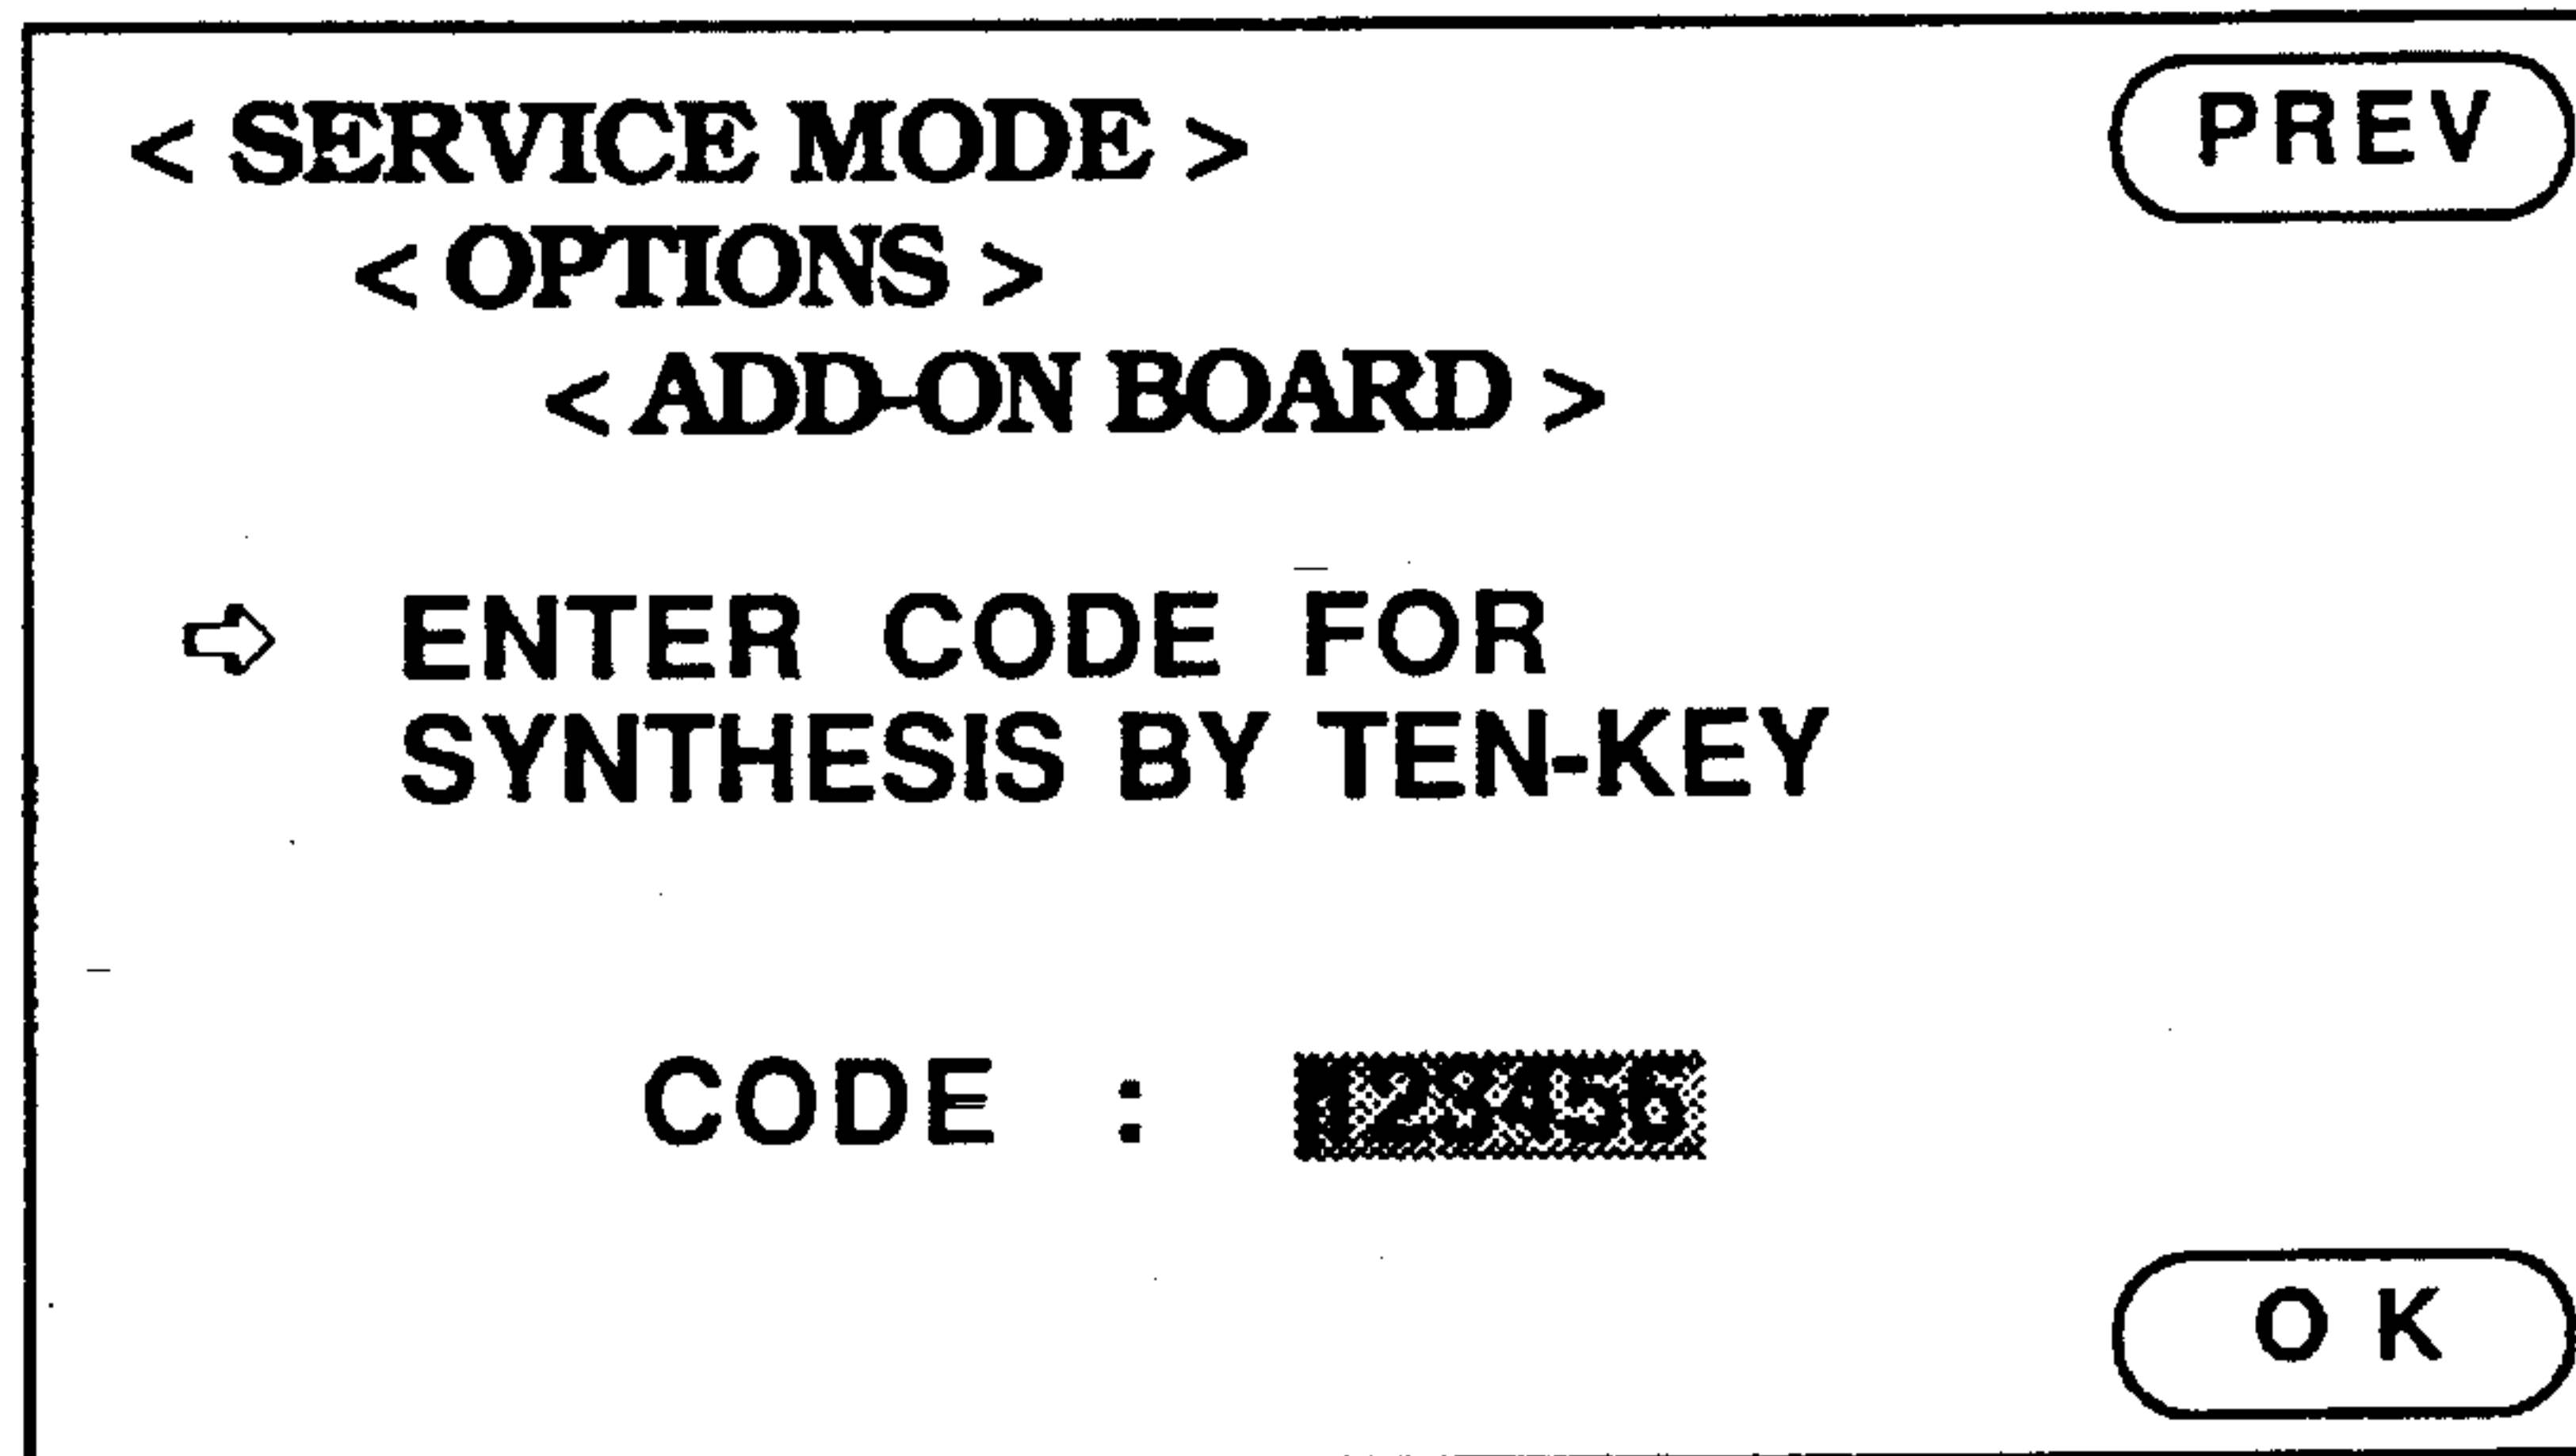 < SERVICE MODE >
PREV
< OPTIONS >
< ADD-ON BOARD >
⇨ ENTER CODE FOR
SYNTHESIS BY TEN-KEY
CODE : 123456
OK